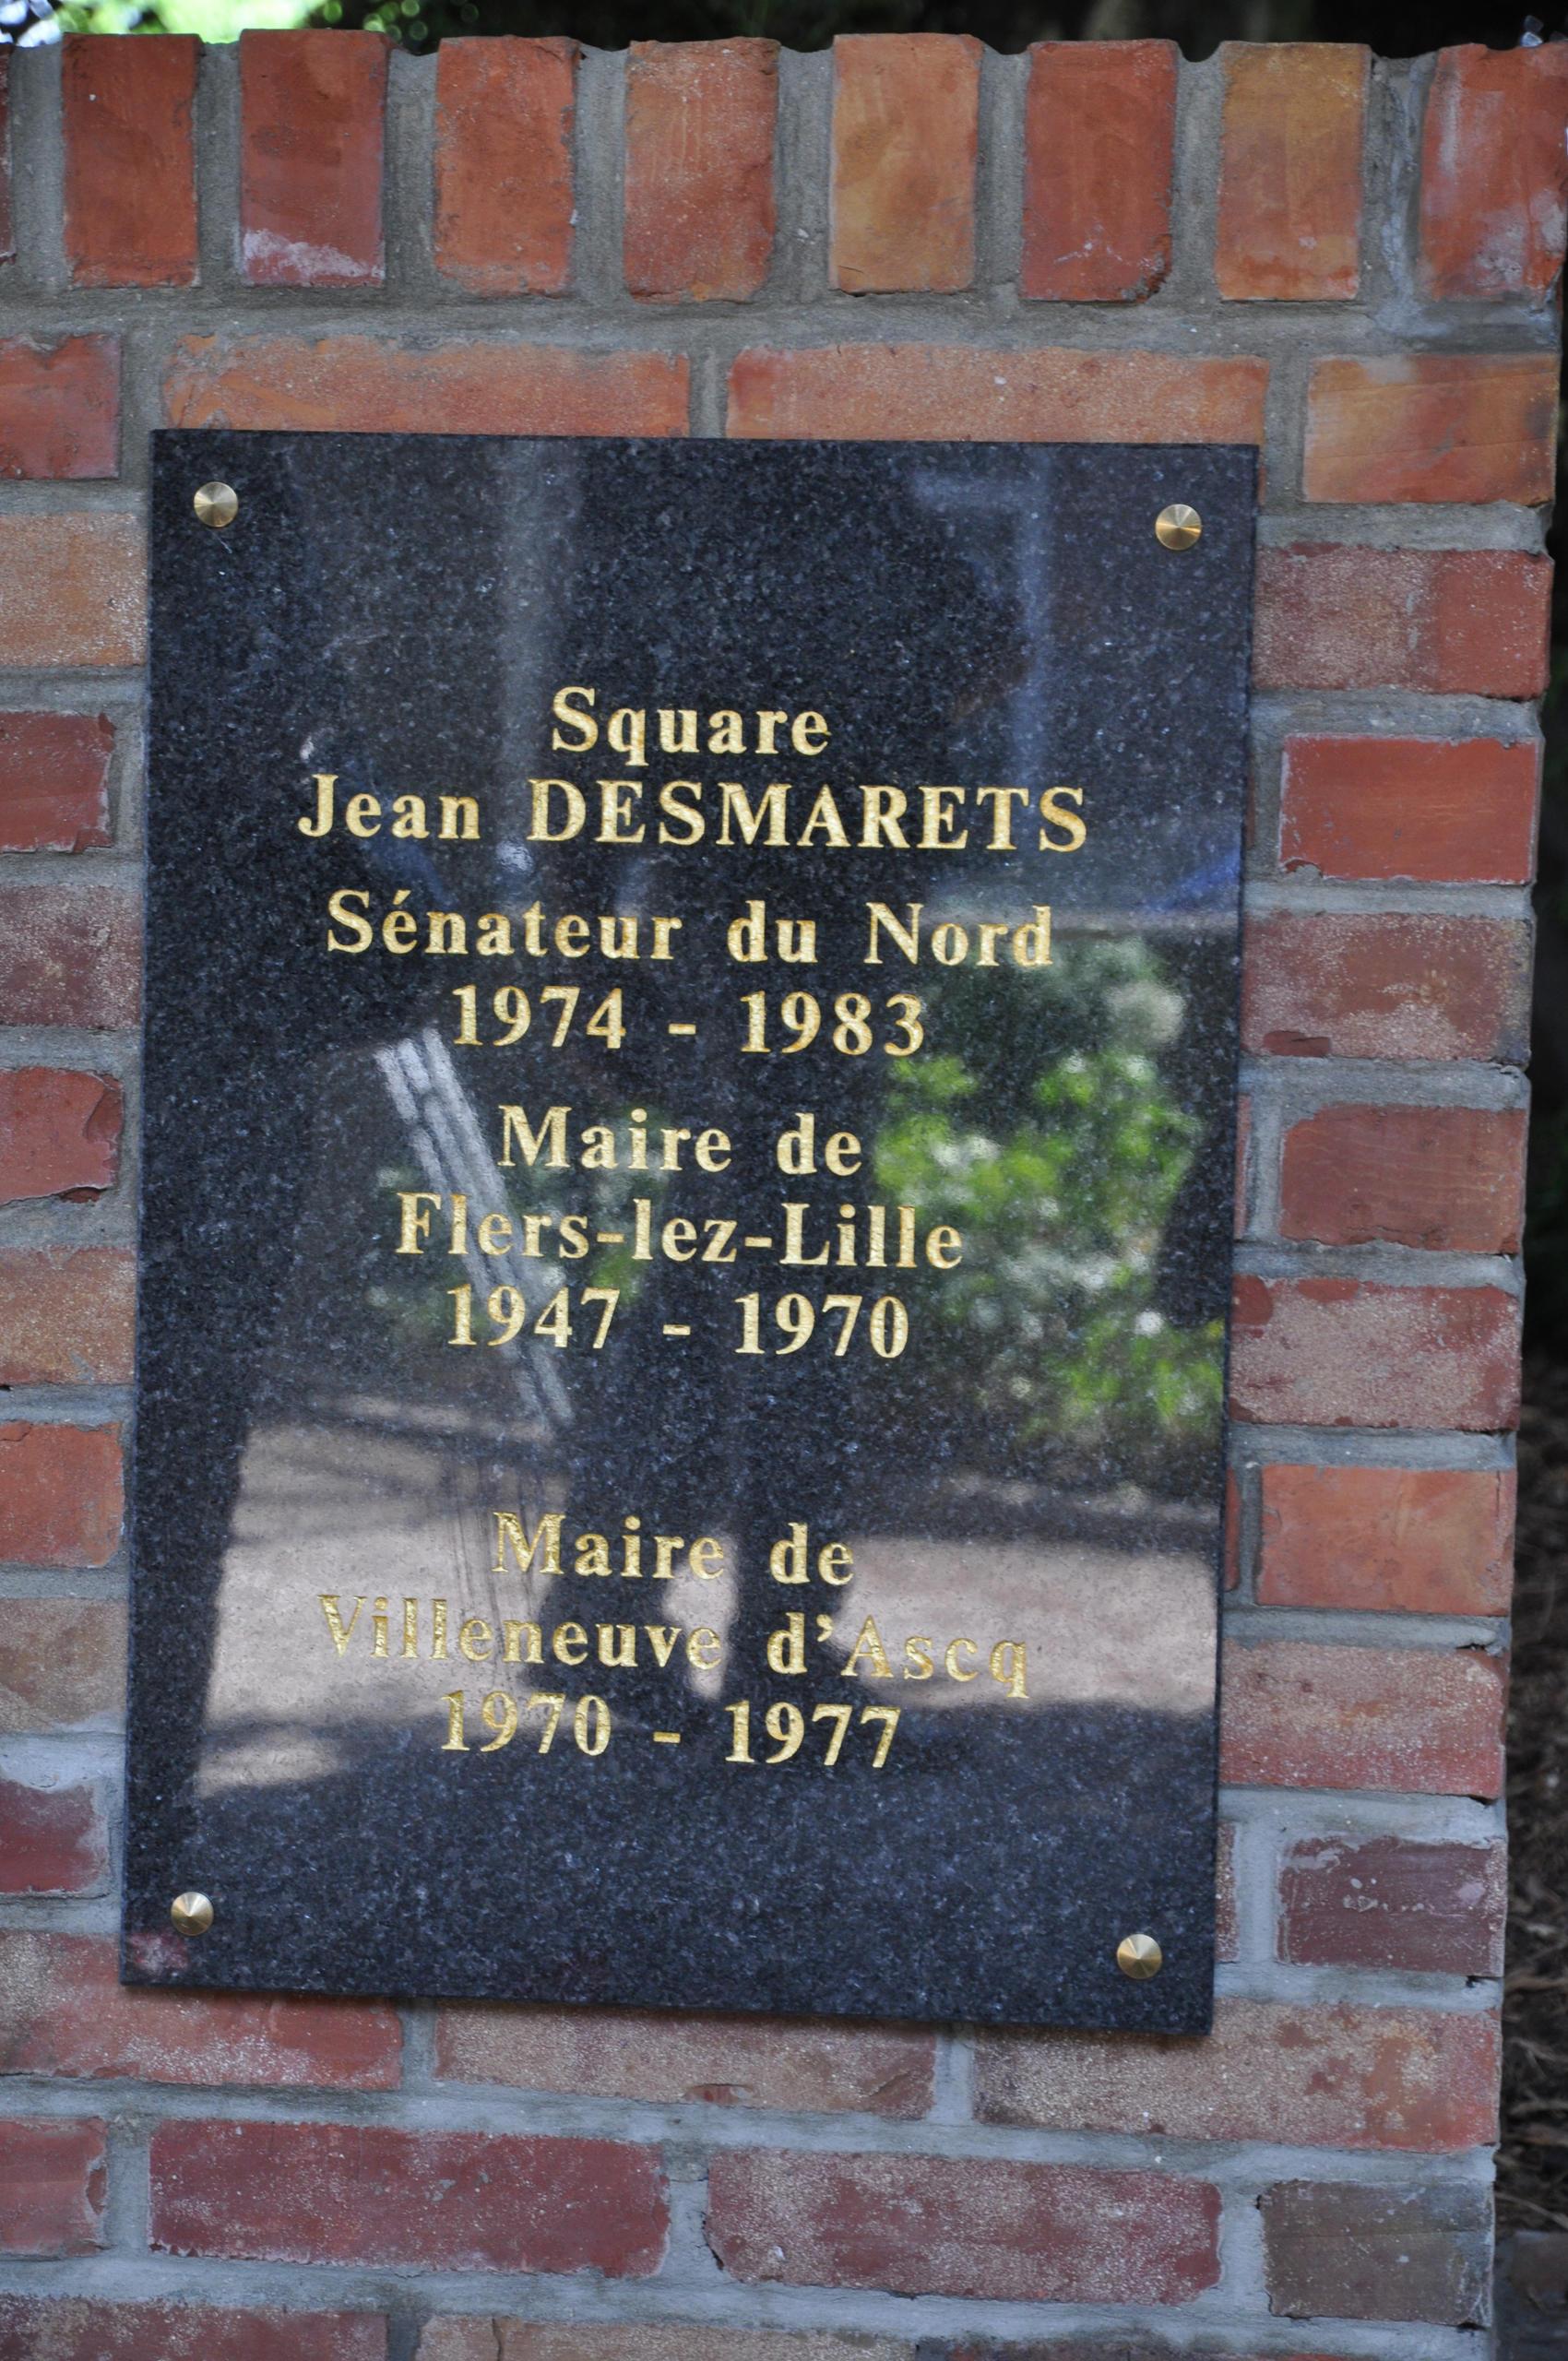 Square
Jean DESMARETS
Sénateur du Nord
1974 - 1983
Maire de
Flers-lez-Lille
1947 - 1970
Maire de
Villeneuve d'Ascq
1970 - 1977